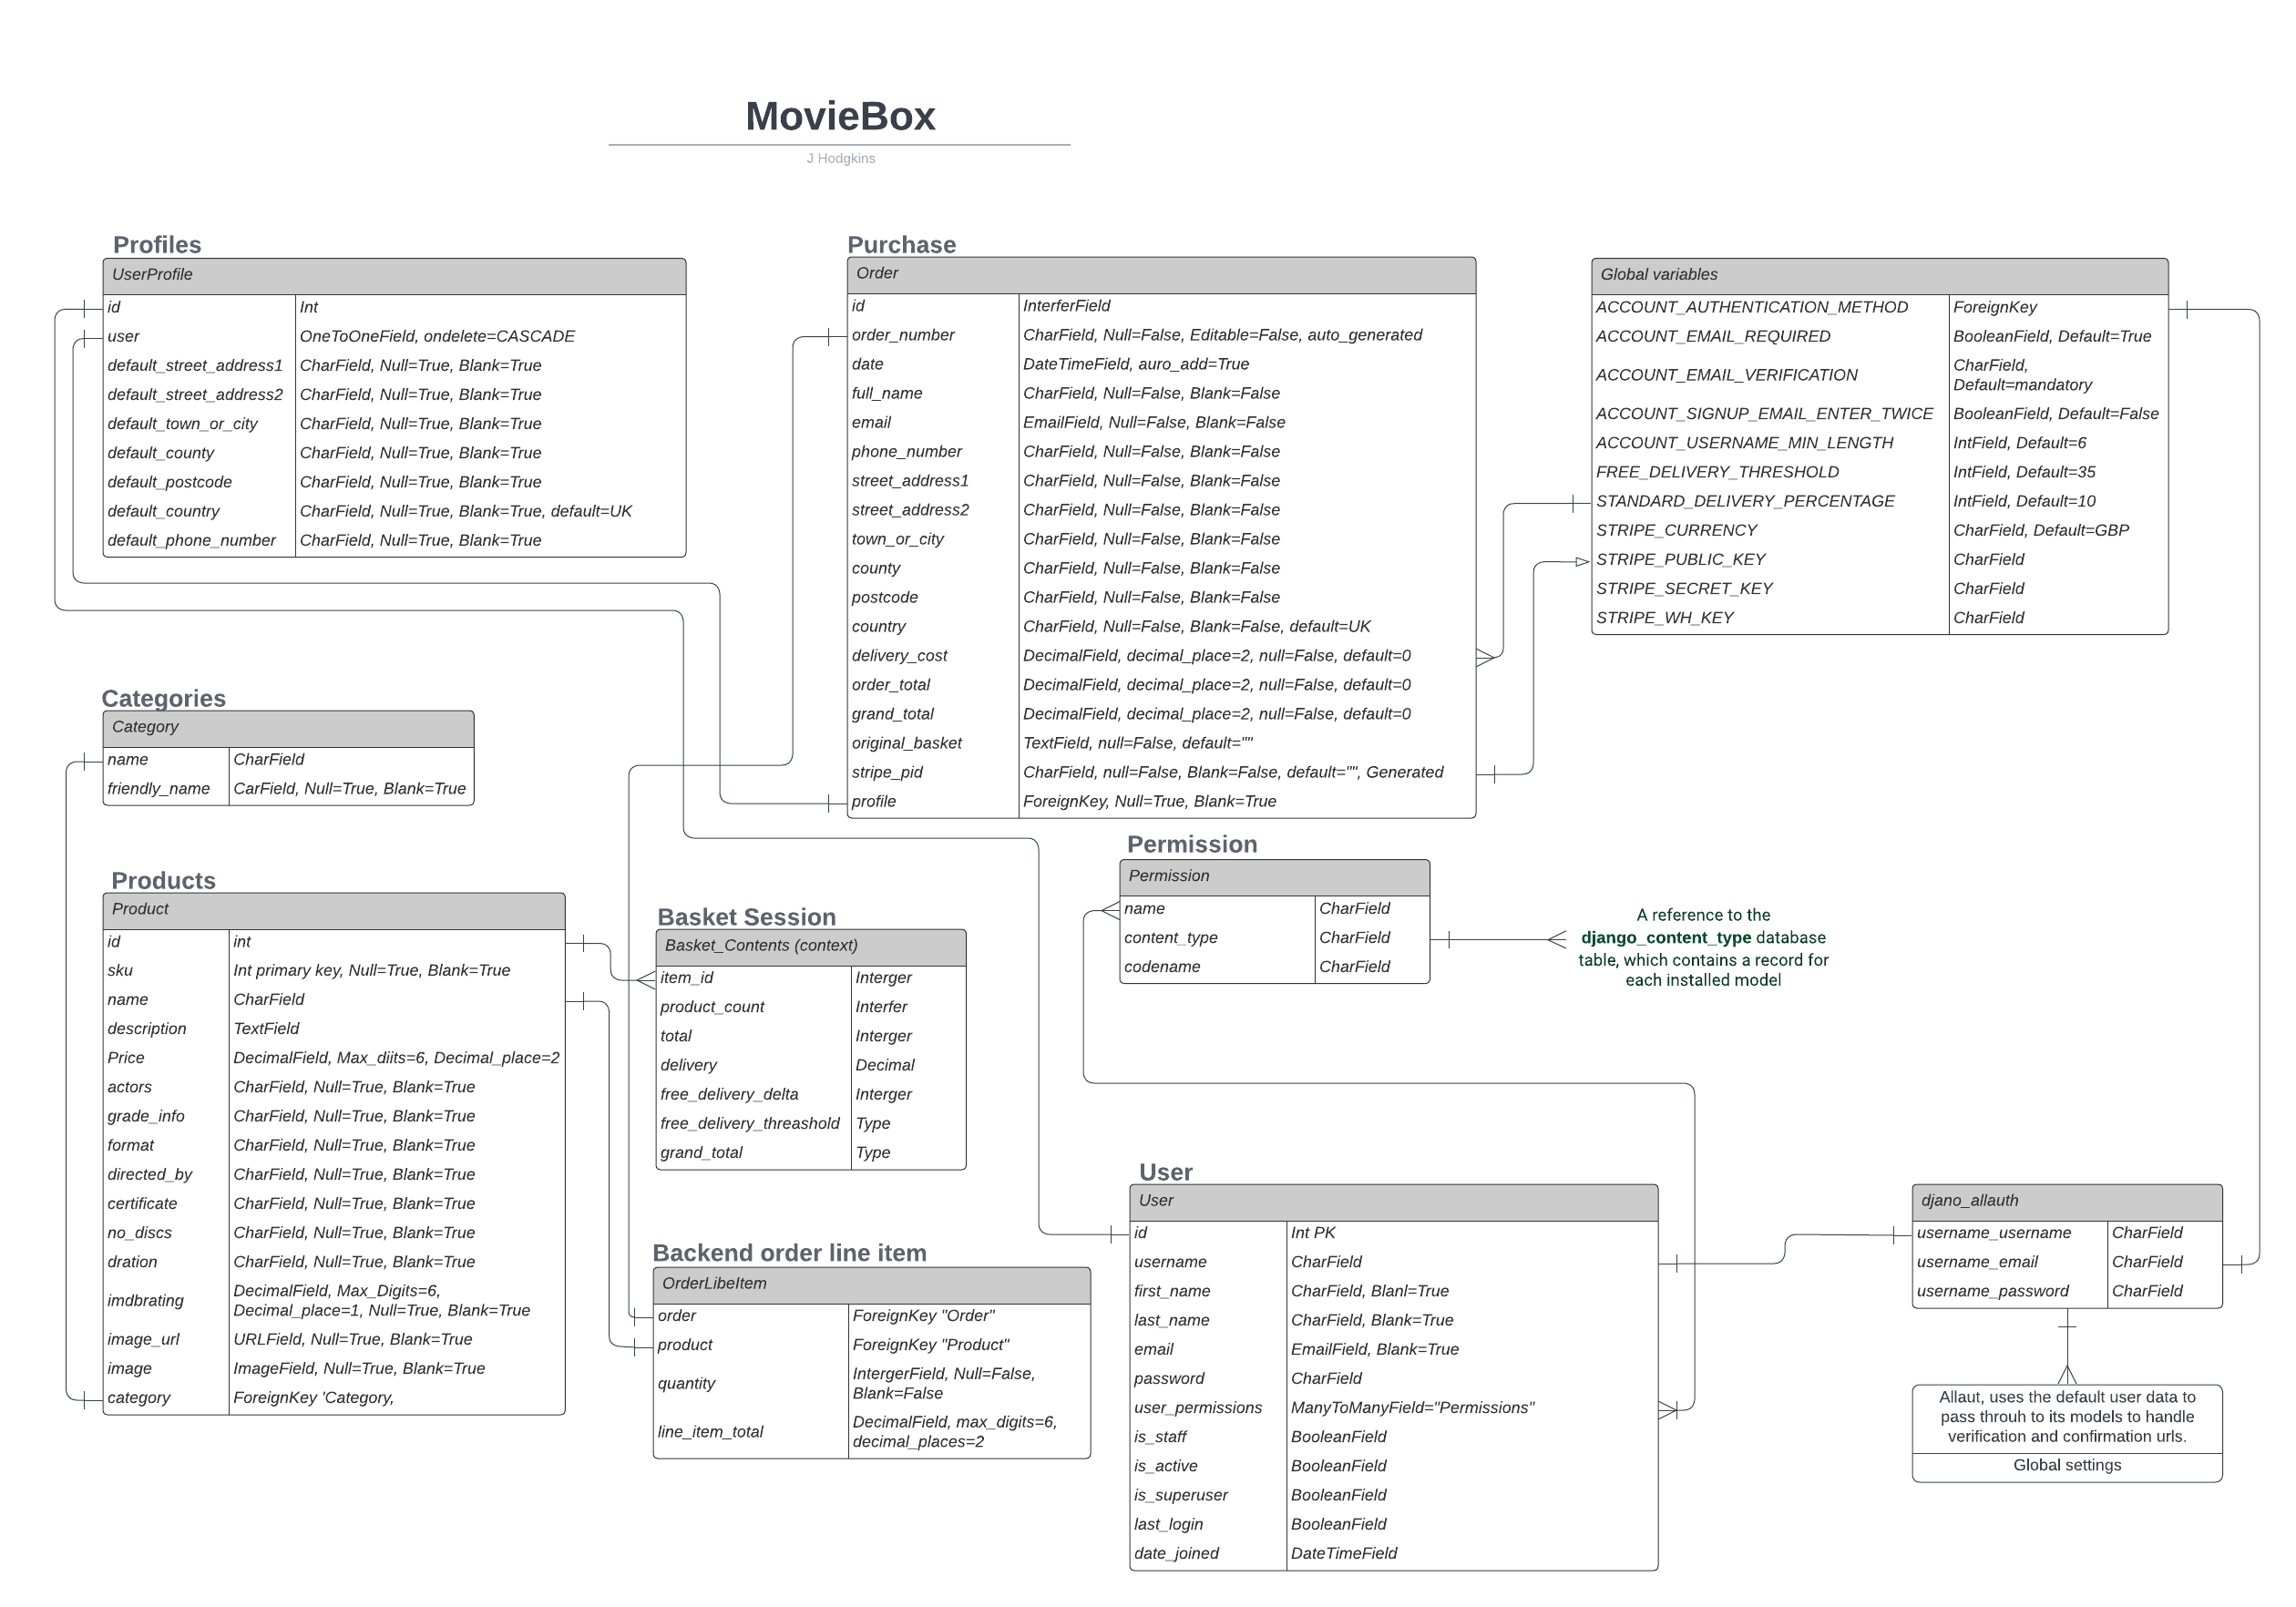 MovieBox
J Hodgkins
Profiles
UserProfile
id Int
user OneToOneField, ondelete=CASCADE
default_street_address1 CharField, Null=True, Blank=True
default_street_address2 CharField, Null=True, Blank=True
default_town_or_city CharField, Null=True, Blank=True
default_county CharField, Null=True, Blank=True
default_postcode CharField, Null=True, Blank=True
default_country CharField, Null=True, Blank=True, default=UK
default_phone_number CharField, Null=True, Blank=True
Purchase
Order
id InterferField
order_number CharField, Null=False, Editable=False, auto_generated
date DateTimeField, auro_add=True
full_name CharField, Null=False, Blank=False
email EmailField, Null=False, Blank=False
phone_number CharField, Null=False, Blank=False
street_address1 CharField, Null=False, Blank=False
street_address2 CharField, Null=False, Blank=False
town_or_city CharField, Null=False, Blank=False
county CharField, Null=False, Blank=False
postcode CharField, Null=False, Blank=False
country CharField, Null=False, Blank=False, default=UK
delivery_cost DecimalField, decimal_place=2, null=False, default=0
order_total DecimalField, decimal_place=2, null=False, default=0
grand_total DecimalField, decimal_place=2, null=False, default=0
original_basket TextField, null=False, default=""
stripe_pid CharField, null=False, Blank=False, default="", Generated
profile ForeignKey, Null=True, Blank=True
Global variables
ACCOUNT_AUTHENTICATION_METHOD ForeignKey
ACCOUNT_EMAIL_REQUIRED BooleanField, Default=True
ACCOUNT_EMAIL_VERIFICATION CharField,
Default=mandatory
ACCOUNT_SIGNUP_EMAIL_ENTER_TWICE BooleanField, Default=False
ACCOUNT_USERNAME_MIN_LENGTH IntField, Default=6
FREE_DELIVERY_THRESHOLD IntField, Default=35
STANDARD_DELIVERY_PERCENTAGE IntField, Default=10
STRIPE_CURRENCY CharField, Default=GBP
STRIPE_PUBLIC_KEY CharField
STRIPE_SECRET_KEY CharField
STRIPE_WH_KEY CharField
Categories
Category
name CharField
friendly_name CarField, Null=True, Blank=True
Products
Product
id int
sku Int primary key, Null=True, Blank=True
name CharField
description TextField
Price DecimalField, Max_diits=6, Decimal_place=2
actors CharField, Null=True, Blank=True
grade_info CharField, Null=True, Blank=True
format CharField, Null=True, Blank=True
directed_by CharField, Null=True, Blank=True
certificate CharField, Null=True, Blank=True
no_discs CharField, Null=True, Blank=True
dration CharField, Null=True, Blank=True
imdbrating DecimalField, Max_Digits=6,
Decimal_place=1, Null=True, Blank=True
image_url URLField, Null=True, Blank=True
image ImageField, Null=True, Blank=True
category ForeignKey 'Category,
Basket Session
Basket_Contents (context)
item_id Interger
product_count Interfer
total Interger
delivery Decimal
free_delivery_delta Interger
free_delivery_threashold Type
grand_total Type
Backend order line item
OrderLibeItem
order ForeignKey "Order"
product ForeignKey "Product"
quantity IntergerField, Null=False,
Blank=False
line_item_total DecimalField, max_digits=6,
decimal_places=2
Permission
Permission
name CharField
content_type CharField
codename CharField
A reference to the
django_content_type database
table, which contains a record for
each installed model
User
User
id Int PK
username CharField
first_name CharField, Blanl=True
last_name CharField, Blank=True
email EmailField, Blank=True
password CharField
user_permissions ManyToManyField="Permissions"
is_staff BooleanField
is_active BooleanField
is_superuser BooleanField
last_login BooleanField
date_joined DateTimeField
djano_allauth
username_username CharField
username_email CharField
username_password CharField
Allaut, uses the default user data to
pass throuh to its models to handle
verification and confirmation urls.
Global settings